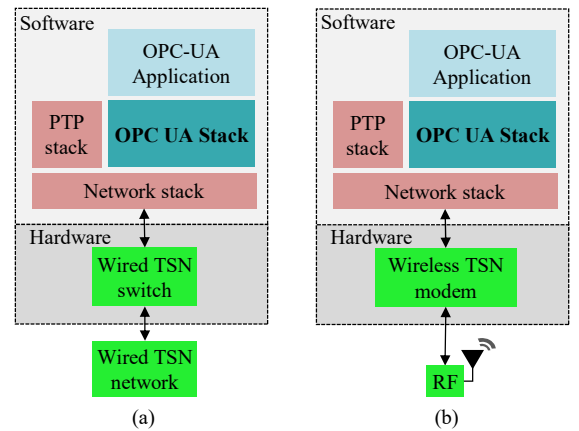 Software
OPC-UA
Application
PTP
stack
OPC UA Stack
Network stack
Hardware
Wired TSN
switch
Wired TSN
network
(a)
Software
OPC-UA
Application
PTP
stack
OPC UA Stack
Network stack
Hardware
Wireless TSN
modem
RF
(b)